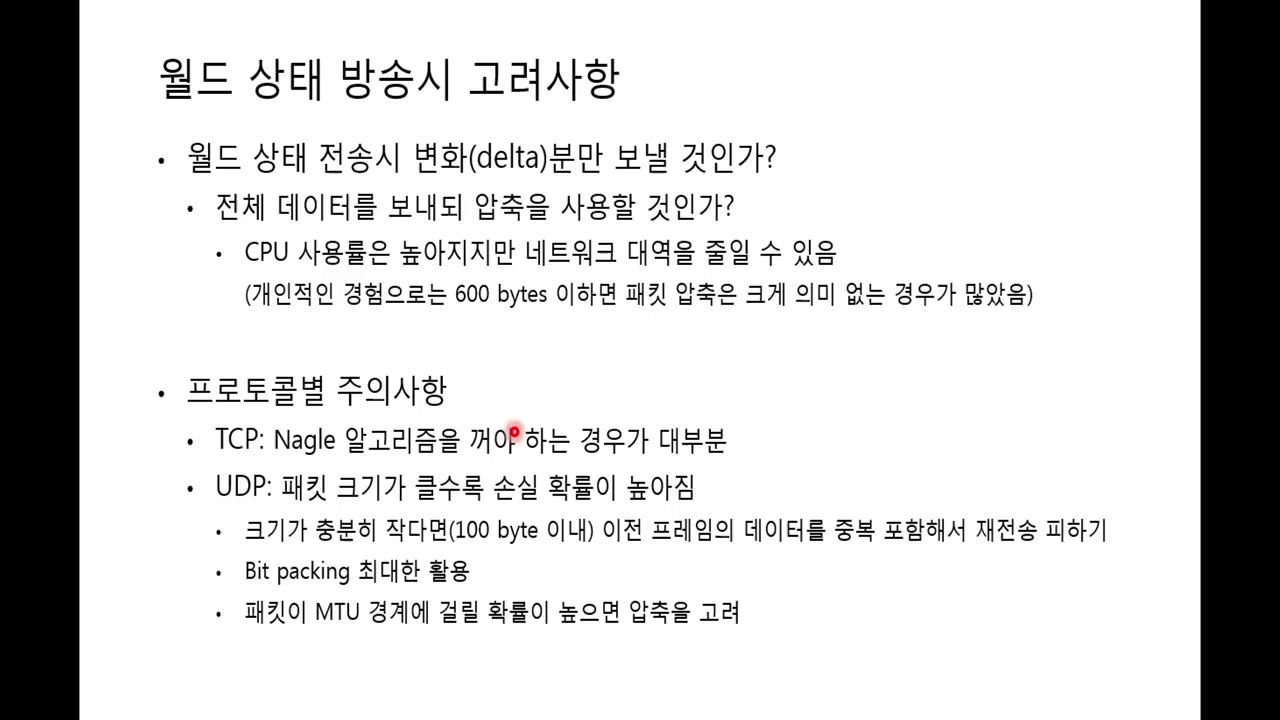 월드 상태 방송시 고려사항
• 월드 상태 전송시 변화(delta)분만 보낼 것인가?
• 전체 데이터를 보내되 압축을 사용할 것인가?
• CPU 사용률은 높아지지만 네트워크 대역을 줄일 수 있음
(개인적인 경험으로는 600 bytes 이하면 패킷 압축은 크게 의미 없는 경우가 많았음)
• 프로토콜별 주의사항
• TCP: Nagle 알고리즘을 꺼야 하는 경우가 대부분
• UDP: 패킷 크기가 클수록 손실 확률이 높아짐
• 크기가 충분히 작다면(100 byte 이내) 이전 프레임의 데이터를 중복 포함해서 재전송 피하기
• Bit packing 최대한 활용
• 패킷이 MTU 경계에 걸릴 확률이 높으면 압축을 고려